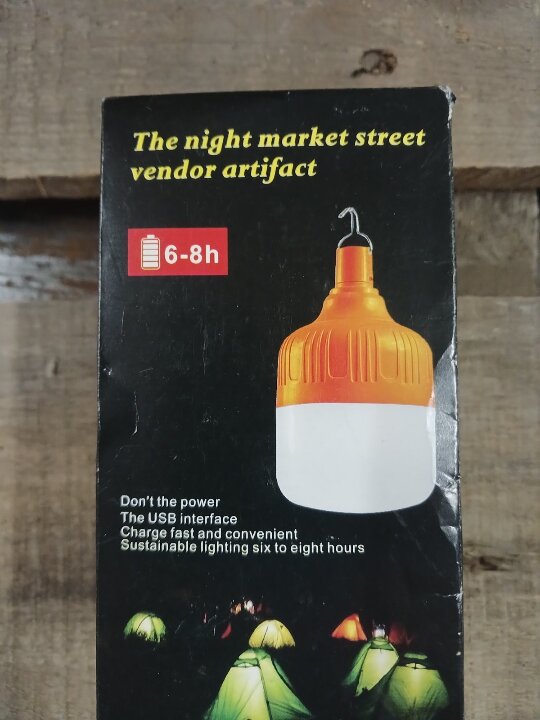 The night market street
vendor artifact
6-8h
Don't the power
The USB interface
Charge fast and convenient
Sustainable lighting six to eight hours